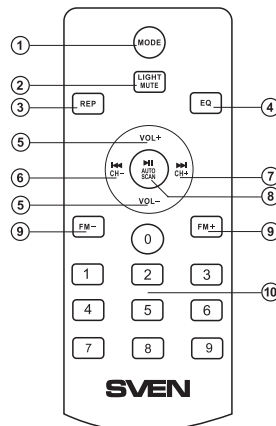 1
MODE
2
LIGHT
MUTE
3
REP
EQ
4
5
VOL+
6
CH-
AUTO
SCAN
CH+
7
8
5
VOL-
9
FM-
0
FM+
9
1
2
3
10
4
5
6
7
8
9
SVEN